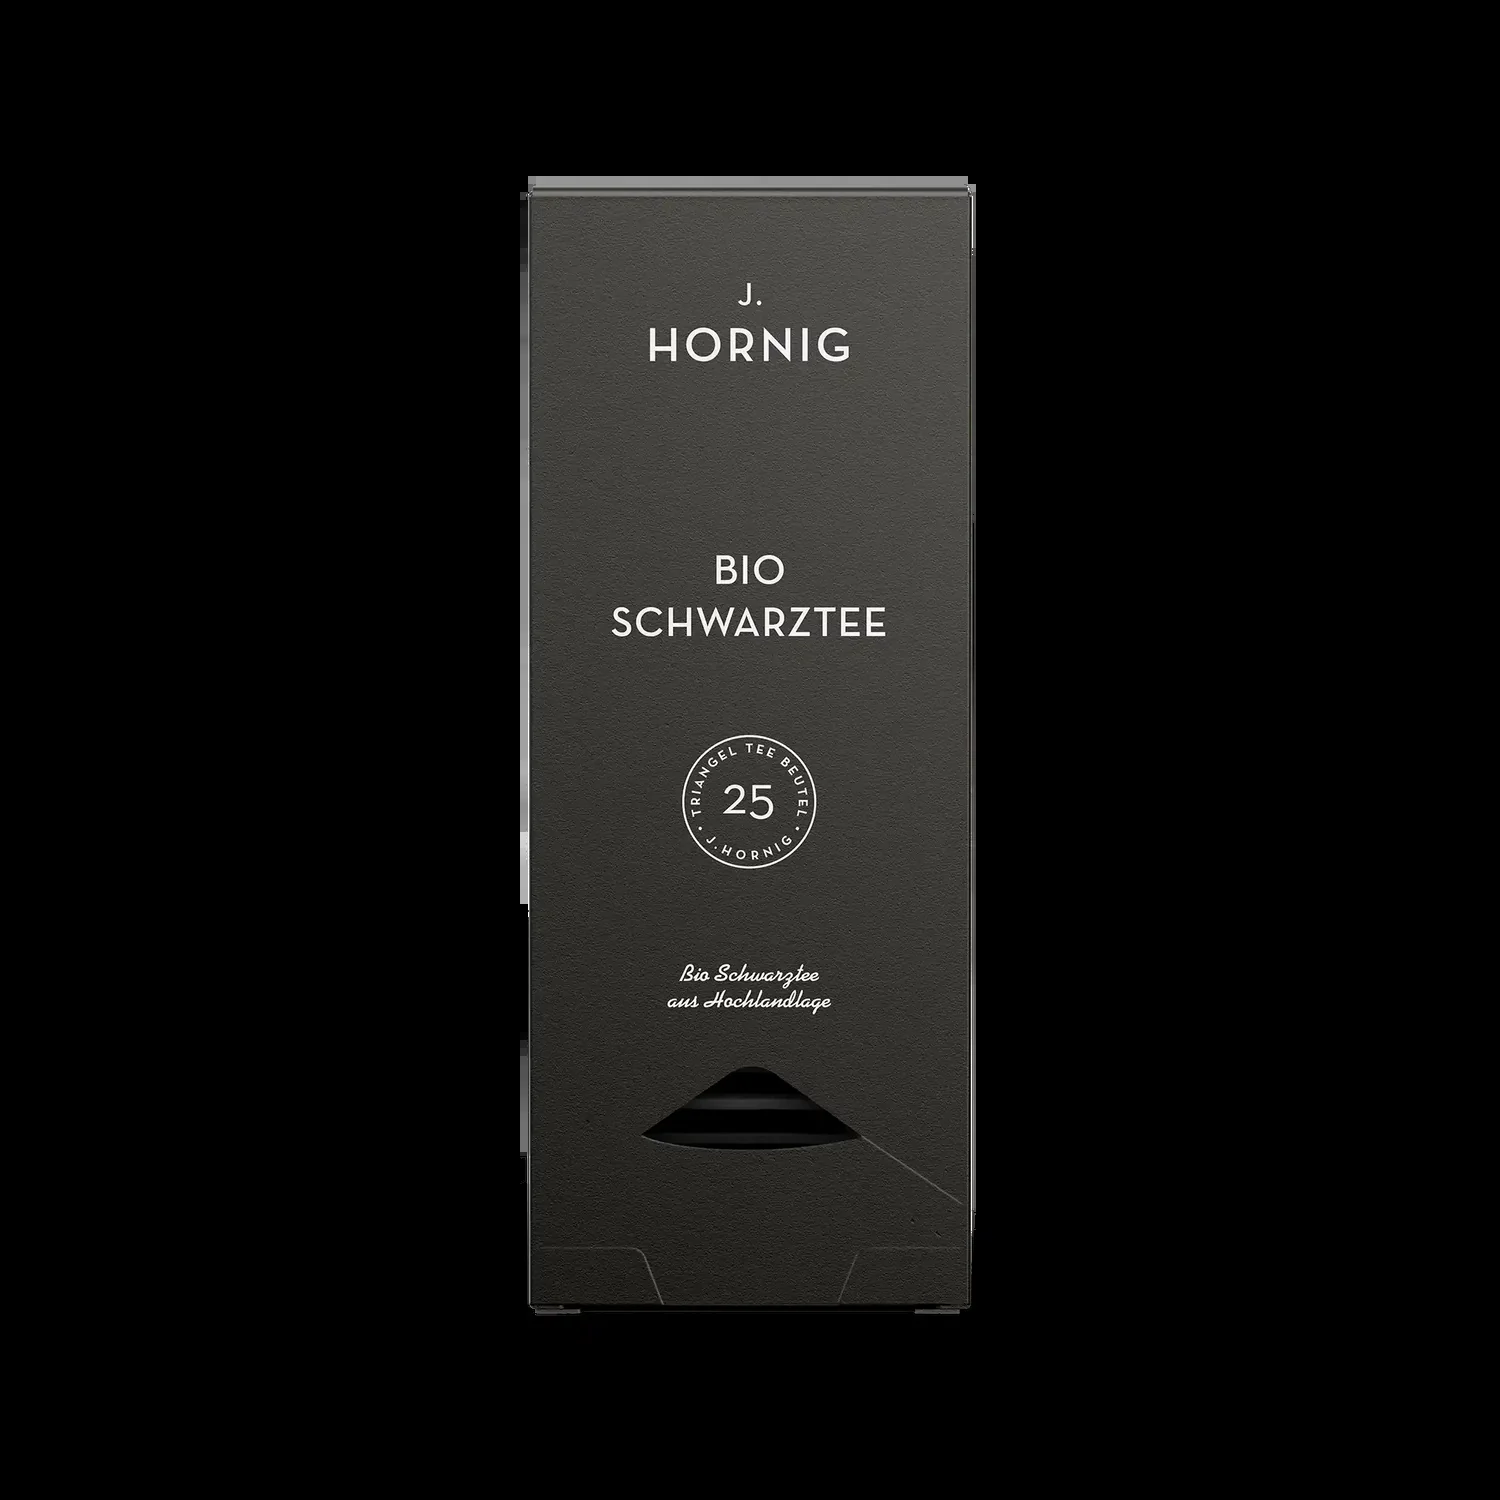 J.
HORNIG
BIO
SCHWARZTEE
TRIANGEL TEE BEUTEL
25
• J.HORNIG •
Bio Schwarztee
aus Hochlandlage